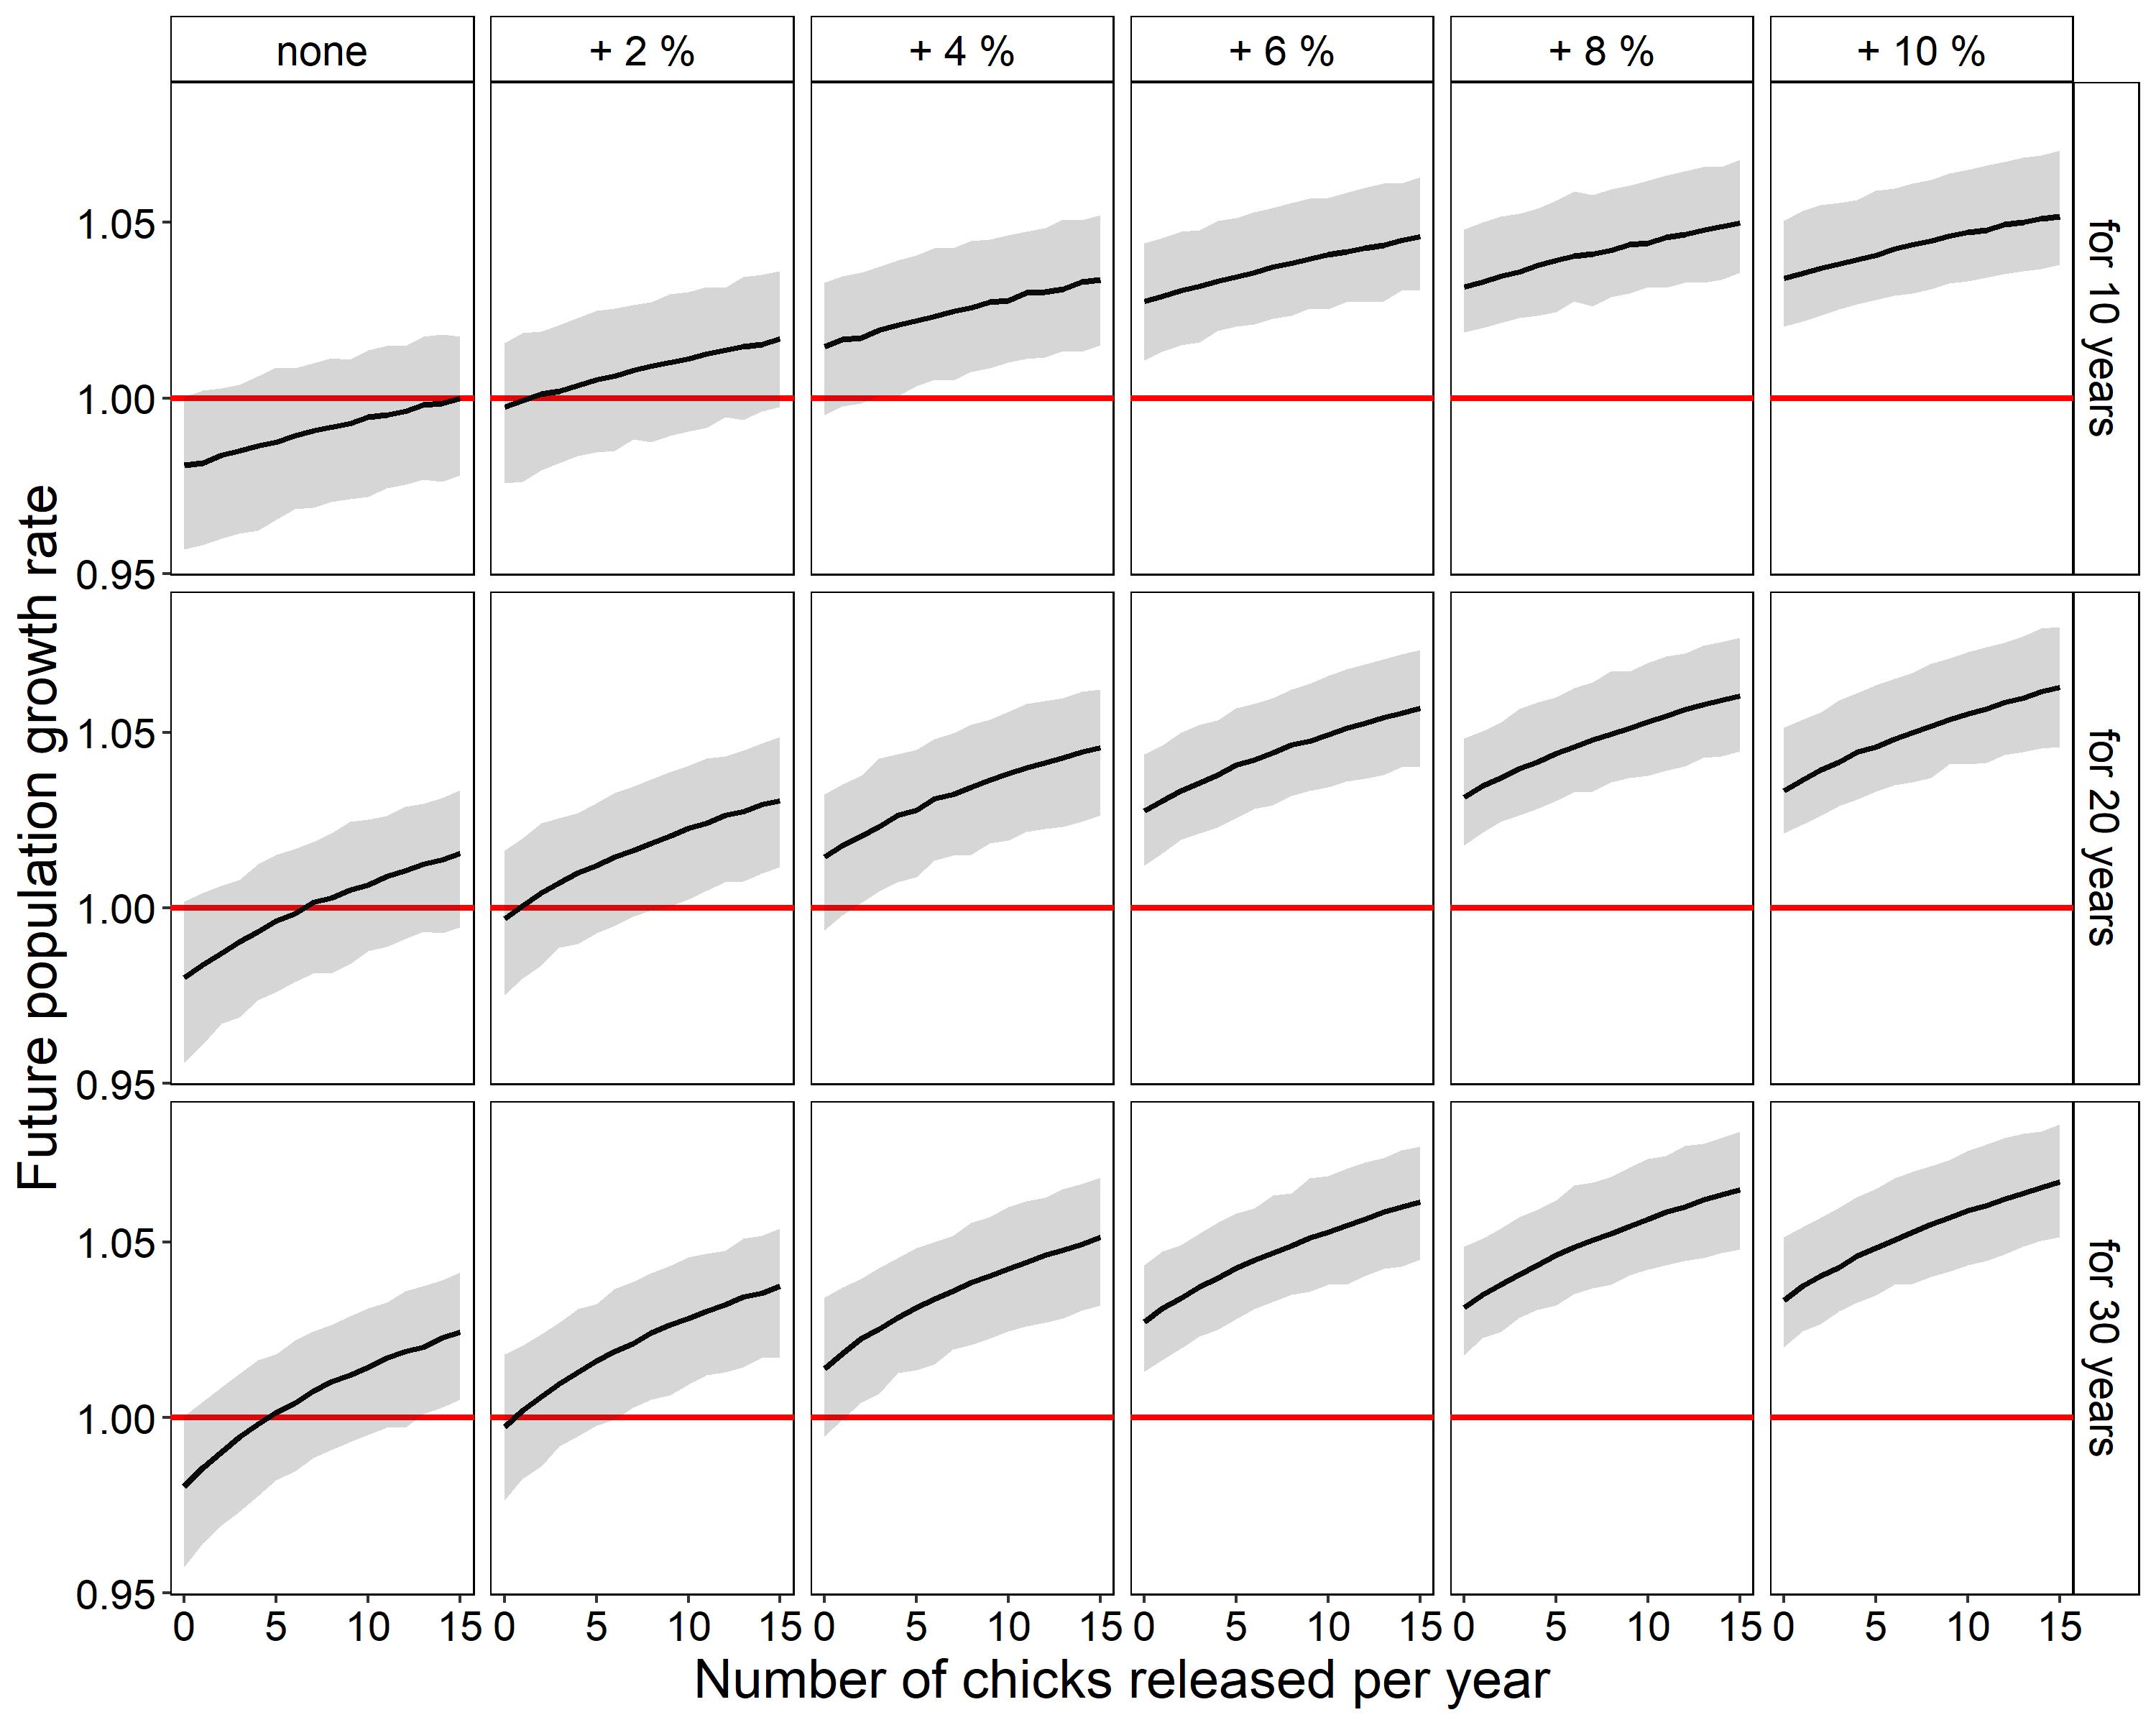 none + 2 % + 4 % + 6 % + 8 % + 10 %
Future population growth rate
1.05
1.00
0.95
for 10 years
1.05
1.00
0.95
for 20 years
1.05
1.00
0.95
for 30 years
0 5 10 15 0 5 10 15 0 5 10 15 0 5 10 15 0 5 10 15 0 5 10 15
Number of chicks released per year